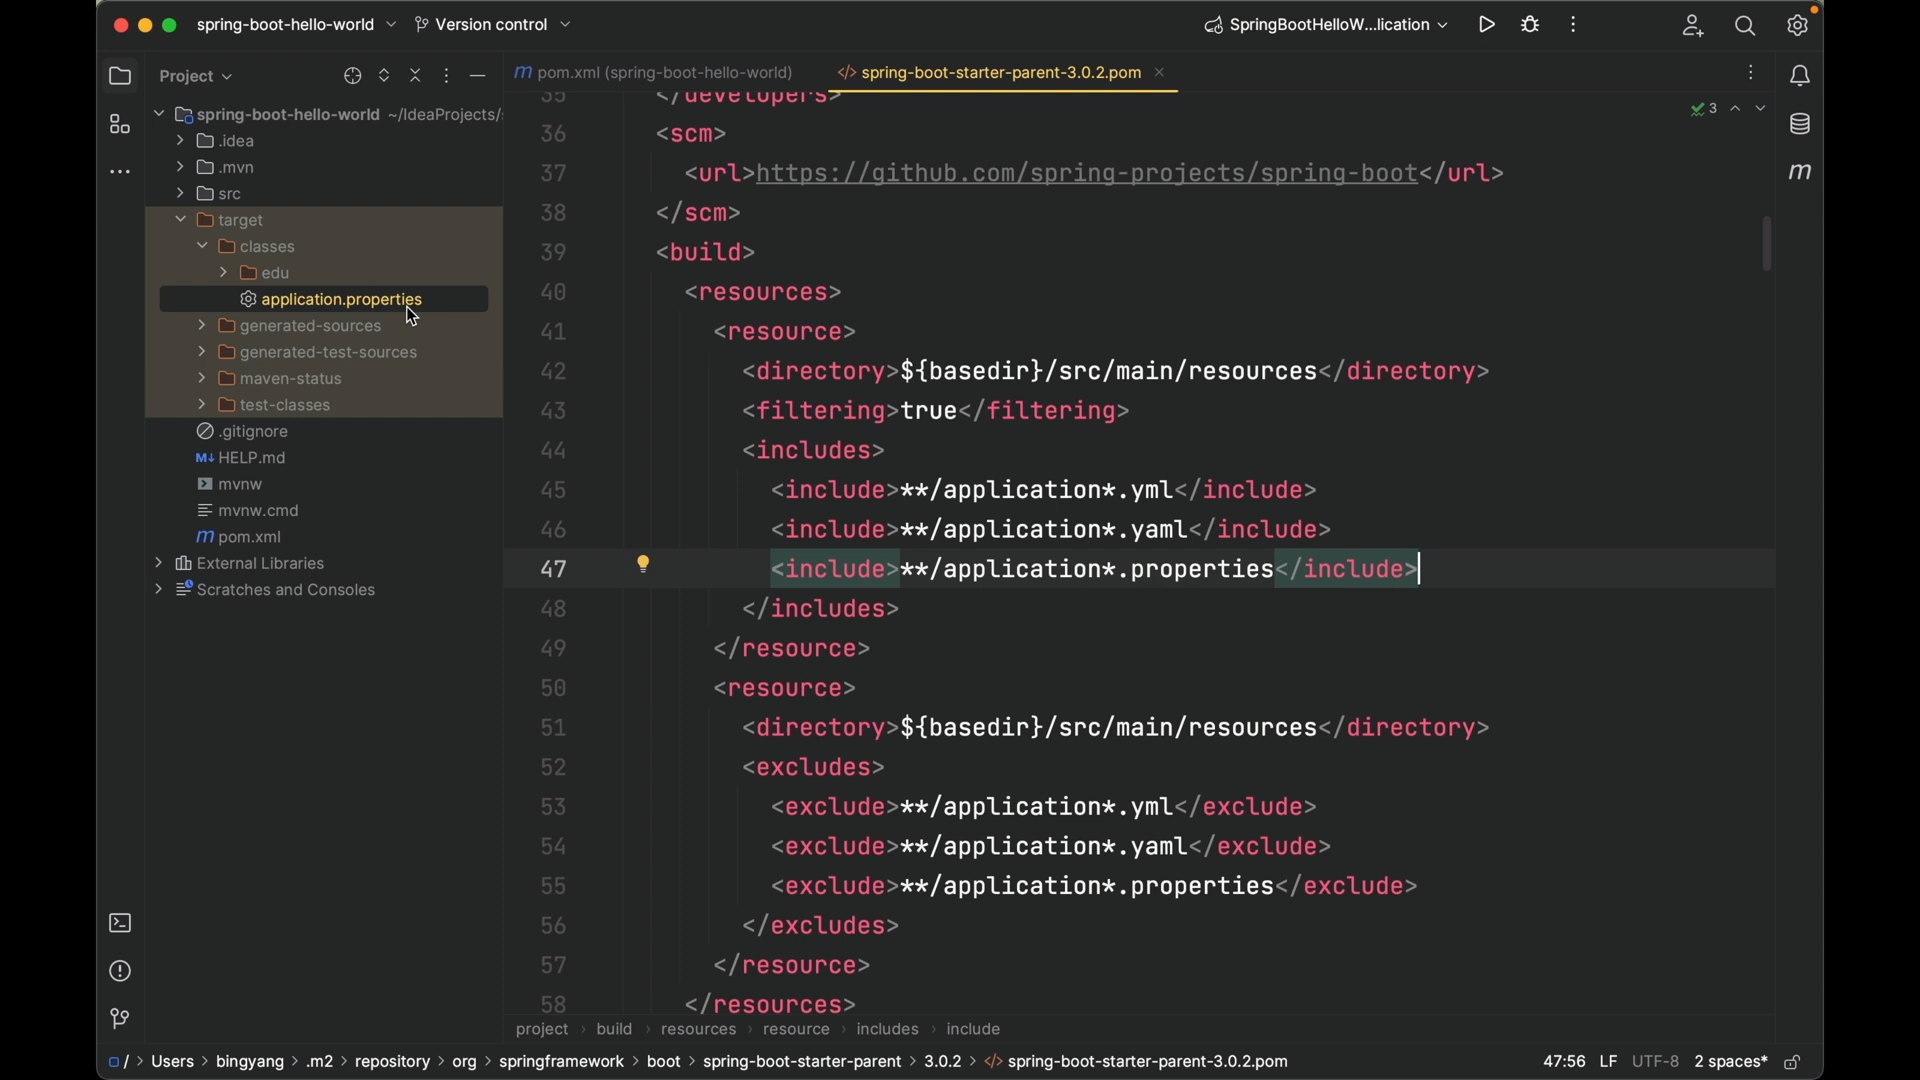 spring-boot-hello-world
Version control
SpringBootHelloW...lication
Project
pom.xml (spring-boot-hello-world)
spring-boot-starter-parent-3.0.2.pom
spring-boot-hello-world ~/IdeaProjects/
.idea
.mvn
src
target
classes
edu
application.properties
generated-sources
generated-test-sources
maven-status
test-classes
.gitignore
HELP.md
mvnw
mvnw.cmd
pom.xml
External Libraries
Scratches and Consoles
3
35 </developers>
36 <scm>
37 <url>https://github.com/spring-projects/spring-boot</url>
38 </scm>
39 <build>
40 <resources>
41 <resource>
42 <directory>${basedir}/src/main/resources</directory>
43 <filtering>true</filtering>
44 <includes>
45 <include>**/application*.yml</include>
46 <include>**/application*.yaml</include>
47 <include>**/application*.properties</include>
48 </includes>
49 </resource>
50 <resource>
51 <directory>${basedir}/src/main/resources</directory>
52 <excludes>
53 <exclude>**/application*.yml</exclude>
54 <exclude>**/application*.yaml</exclude>
55 <exclude>**/application*.properties</exclude>
56 </excludes>
57 </resource>
58 </resources>
project > build > resources > resource > includes > include
/ > Users > bingyang > .m2 > repository > org > springframework > boot > spring-boot-starter-parent > 3.0.2 > </> spring-boot-starter-parent-3.0.2.pom
47:56 LF UTF-8 2 spaces*